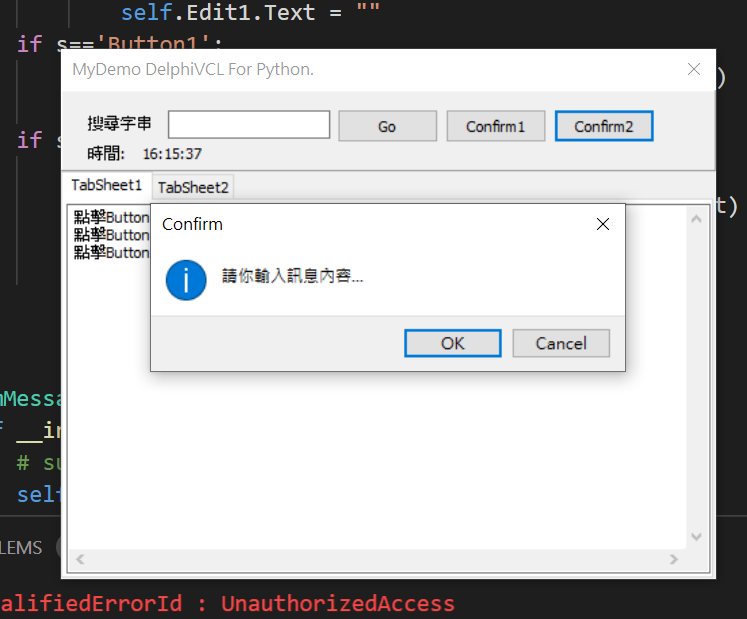 self.Edit1.Text = ""
if s=='Button1':
MyDemo DelphiVCL For Python.
)
搜尋字串 Go Confirm1 Confirm2
if s
時間: 16:15:37
TabSheet1 TabSheet2
t)
點擊Button
點擊Button
點擊Button
Confirm
請你輸入訊息內容...
OK Cancel
mMessa
__in
# su
self
LEMS
alifiedErrorId : UnauthorizedAccess